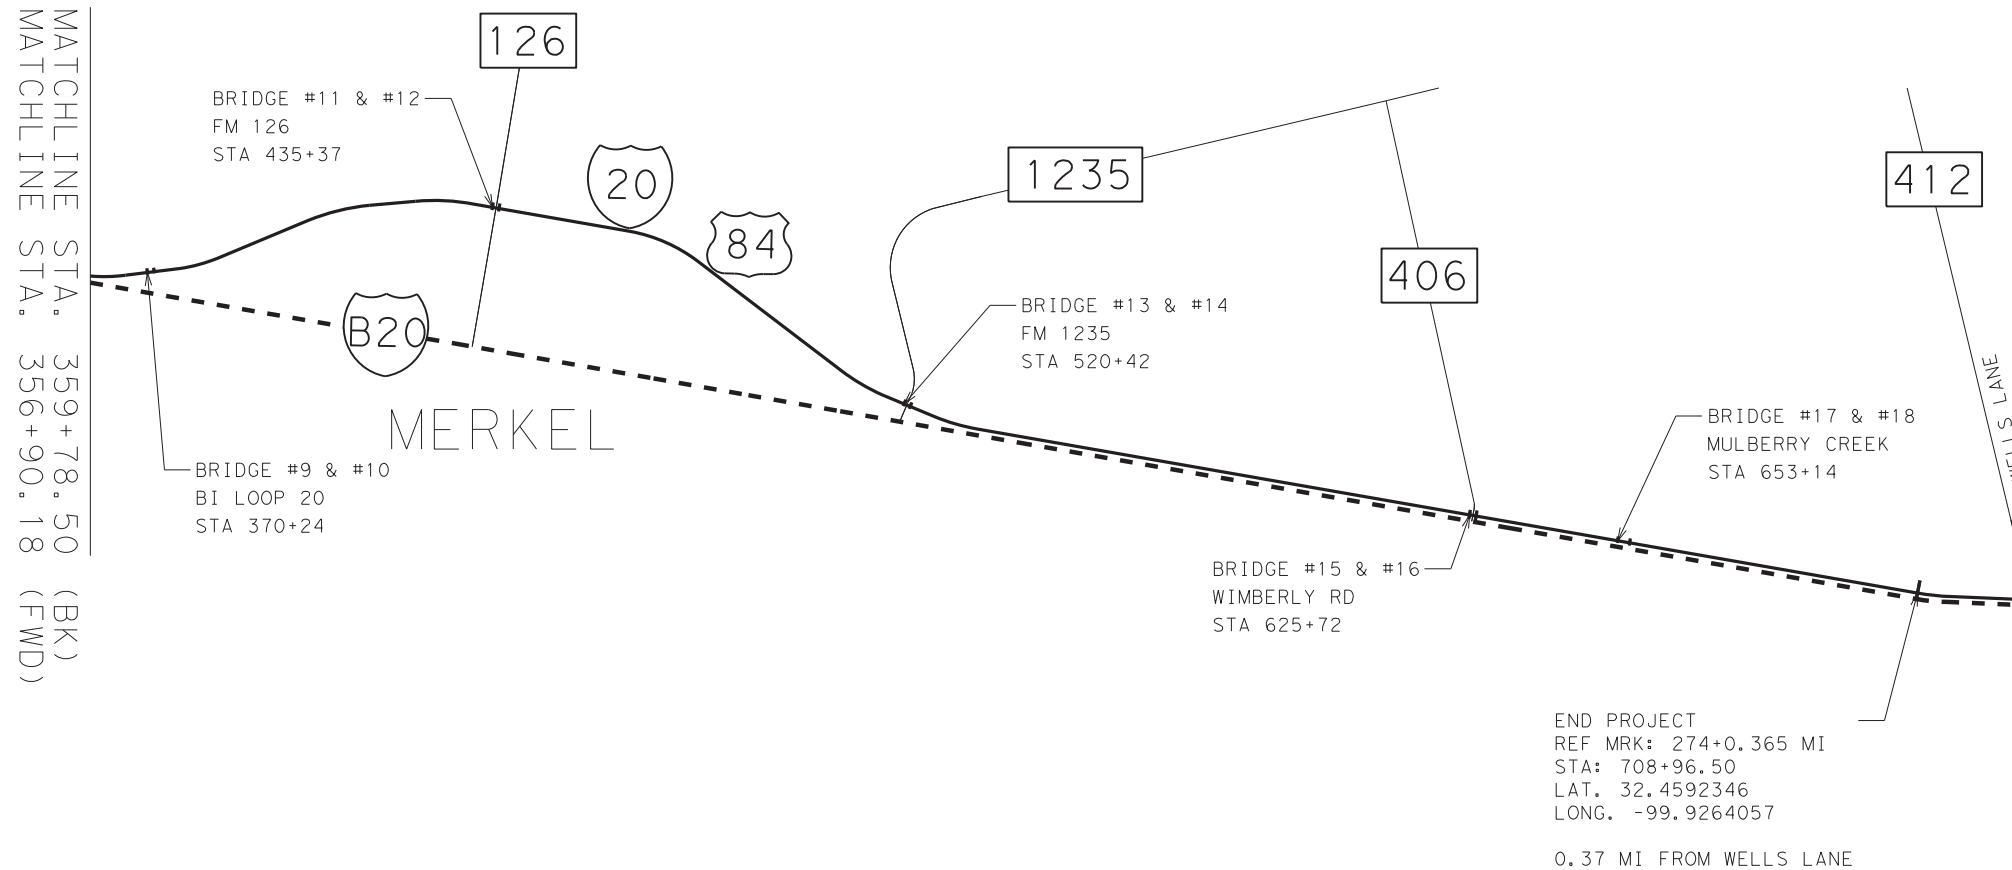 MATCHLINE STA. 359+78.50 (BK)
MATCHLINE STA. 356+90.18 (FWD)
126
BRIDGE #11 & #12
FM 126
STA 435+37
20
84
1235
412
406
B20
BRIDGE #13 & #14
FM 1235
STA 520+42
MERKEL
BRIDGE #9 & #10
BI LOOP 20
STA 370+24
BRIDGE #17 & #18
MULBERRY CREEK
STA 653+14
LANE
BRIDGE #15 & #16
WIMBERLY RD
STA 625+72
END PROJECT
REF MRK: 274+0.365 MI
STA: 708+96.50
LAT. 32.4592346
LONG. -99.9264057
0.37 MI FROM WELLS LANE